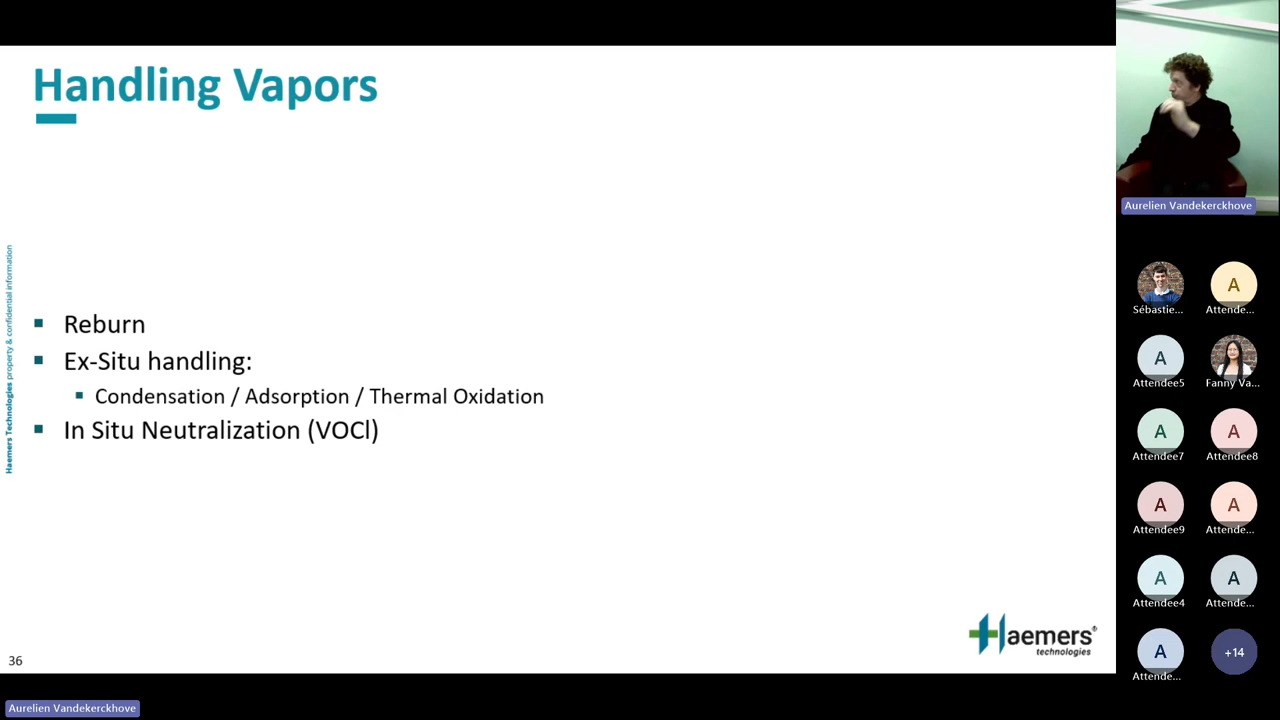 Handling Vapors
Haemers Technologies property & confidential information
Reburn
Ex-Situ handling:
Condensation / Adsorption / Thermal Oxidation
In Situ Neutralization (VOCl)
Haemers®
technologies
36
Aurelien Vandekerckhove
Aurelien Vandekerckhove
Sébastie...
A
Attende...
A
Attendee5
Fanny Va...
A
Attendee7
A
Attendee8
A
Attendee9
A
Attende...
A
Attendee4
A
Attende...
A
Attende...
+14